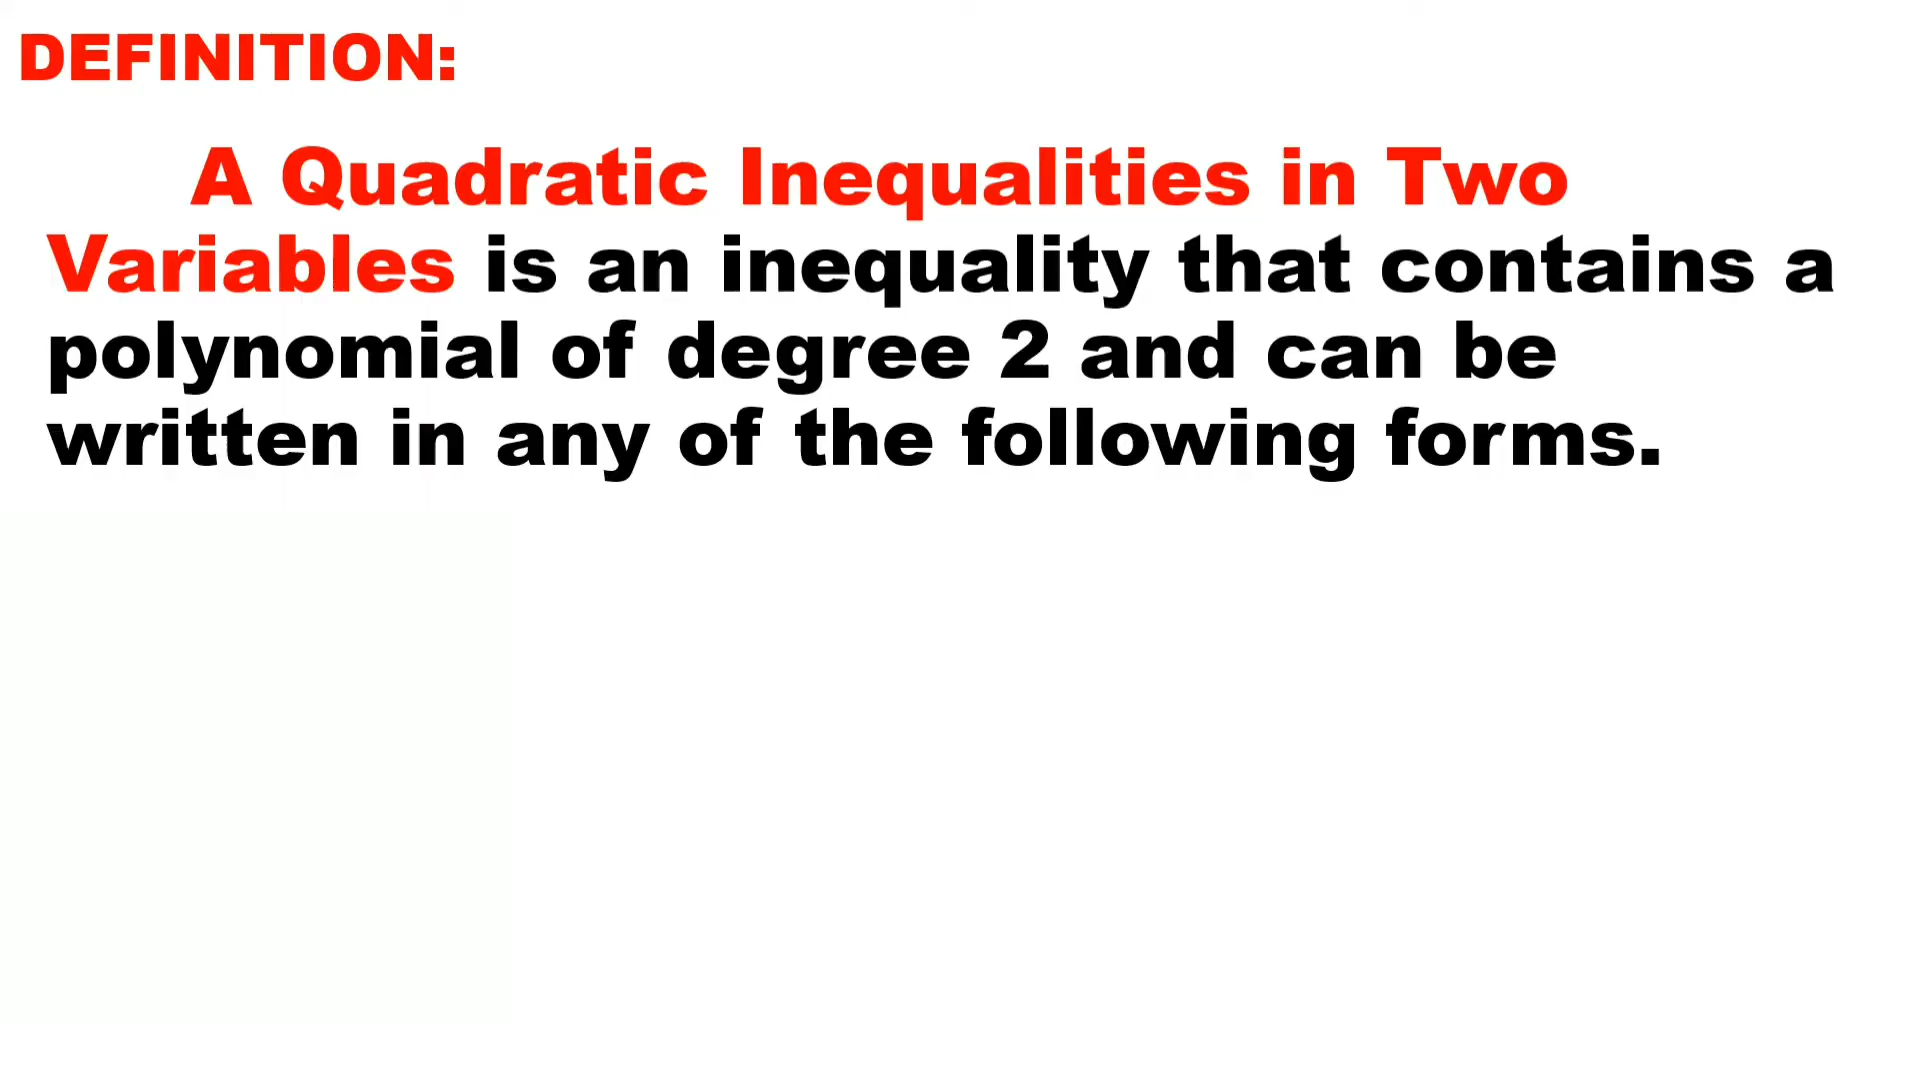 DEFINITION:
A Quadratic Inequalities in Two
Variables is an inequality that contains a
polynomial of degree 2 and can be
written in any of the following forms.